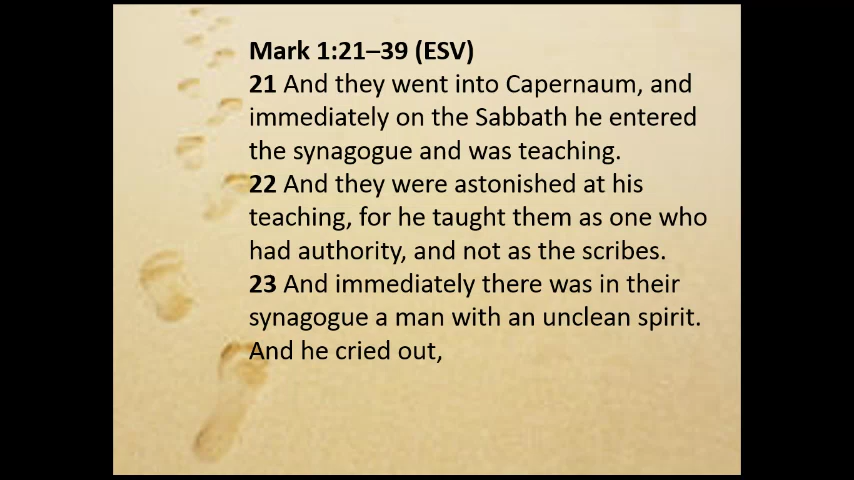 Mark 1:21–39 (ESV)
21 And they went into Capernaum, and
immediately on the Sabbath he entered
the synagogue and was teaching.
22 And they were astonished at his
teaching, for he taught them as one who
had authority, and not as the scribes.
23 And immediately there was in their
synagogue a man with an unclean spirit.
And he cried out,